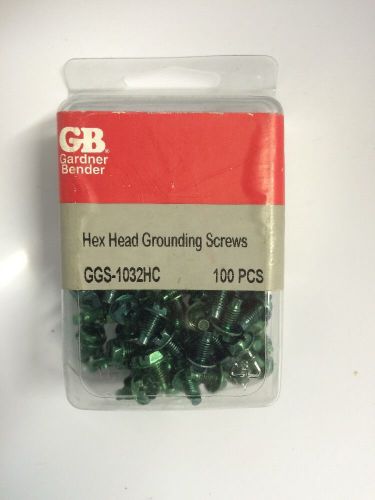 GB®
Gardner
Bender
Hex Head Grounding Screws
GGS-1032HC 100 PCS